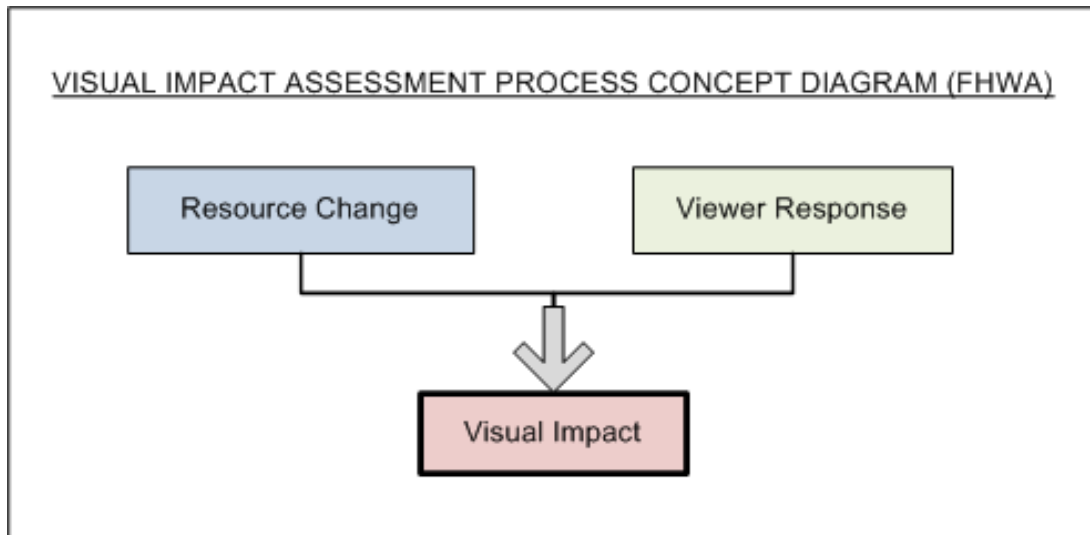 VISUAL IMPACT ASSESSMENT PROCESS CONCEPT DIAGRAM (FHWA)
Resource Change
Viewer Response
Visual Impact